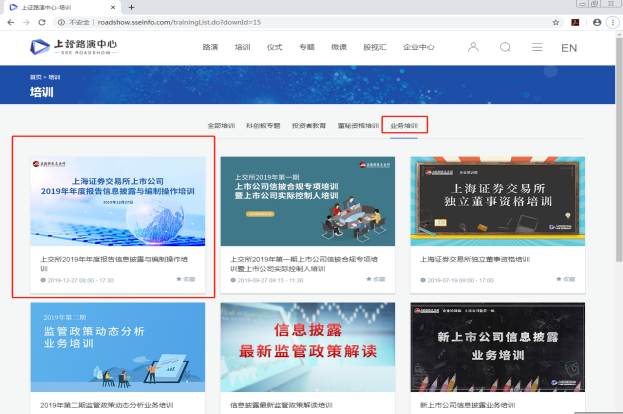 上证路演中心-培训
不安全 | roadshow.sseinfo.com/trainingList.do?downId=15
上证路演中心
SSE ROADSHOW
路演 培训 仪式 专题 微课 股视汇 企业中心 EN
首页 > 培训
培训
全部培训 科创板专题 投资者教育 董秘资格培训 业务培训
上海证券交易所上市公司
2019年年度报告信息披露与编制操作培训
2019年12月27日
上交所2019年年度报告信息披露与编制操作培
训
2019-12-27 09:00 - 17:30
收藏
上交所2019年第一期
上市公司信披合规专项培训
暨上市公司实际控制人培训
上交所2019年第一期上市公司信披合规专项培
训暨上市公司实际控制人培训
2019-09-27 09:15 - 11:30
收藏
上海证券交易所
独立董事资格培训
上海证券交易所独立董事资格培训
2019-07-19 09:00 - 17:00
收藏
2019年第二期
监管政策动态分析
业务培训
2019年第二期监管政策动态分析业务培训
信息披露
最新监管政策解读
信息披露最新监管政策解读培训
新上市公司信息披露
业务培训
新上市公司信息披露业务培训